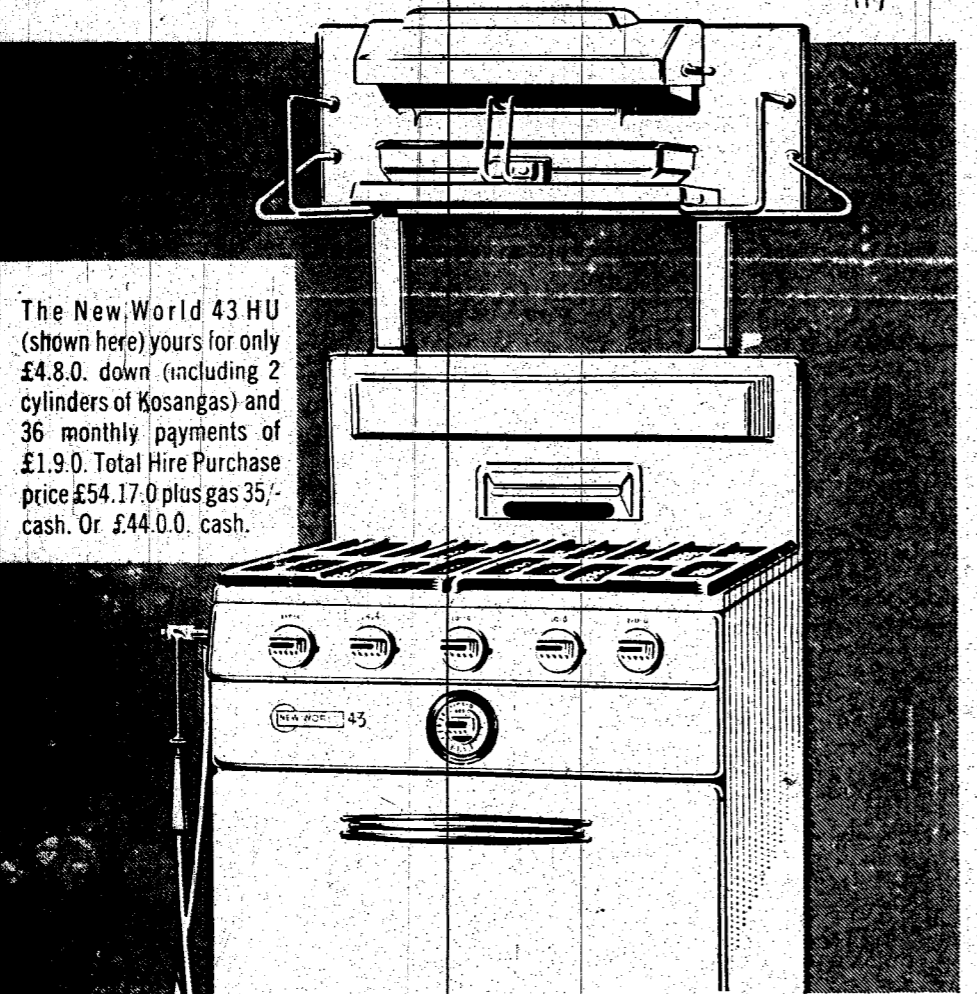 The New World 43 HU
(shown here) yours for only
£4.8.0. down (including 2
cylinders of Kosangas) and
36 monthly payments of
£1.9.0. Total Hire Purchase
price £54.17.0 plus gas 35/-
cash. Or £44.0.0. cash.
NEW WORLD 43